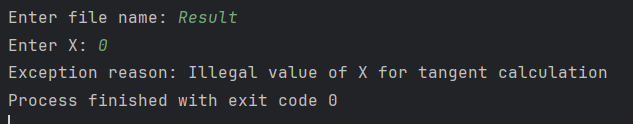 Enter file name: Result
Enter X: 0
Exception reason: Illegal value of X for tangent calculation
Process finished with exit code 0